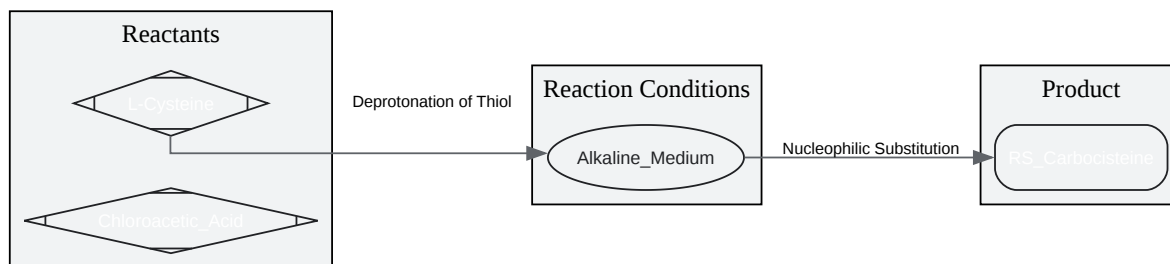 Reactants
L-Cysteine
Chloroacetic_Acid
Deprotonation of Thiol
Reaction Conditions
Alkaline_Medium
Nucleophilic Substitution
Product
RS_Carbocisteine